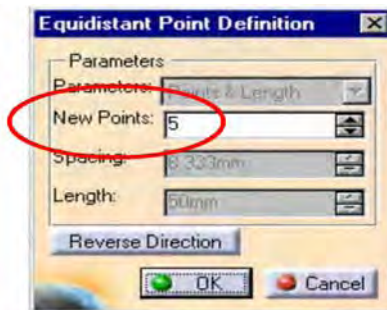 Equidistant Point Definition
Parameters
Parameters: Points & Length
New Points: 5
Spacing: 8.333mm
Length: 50mm
Reverse Direction
OK Cancel